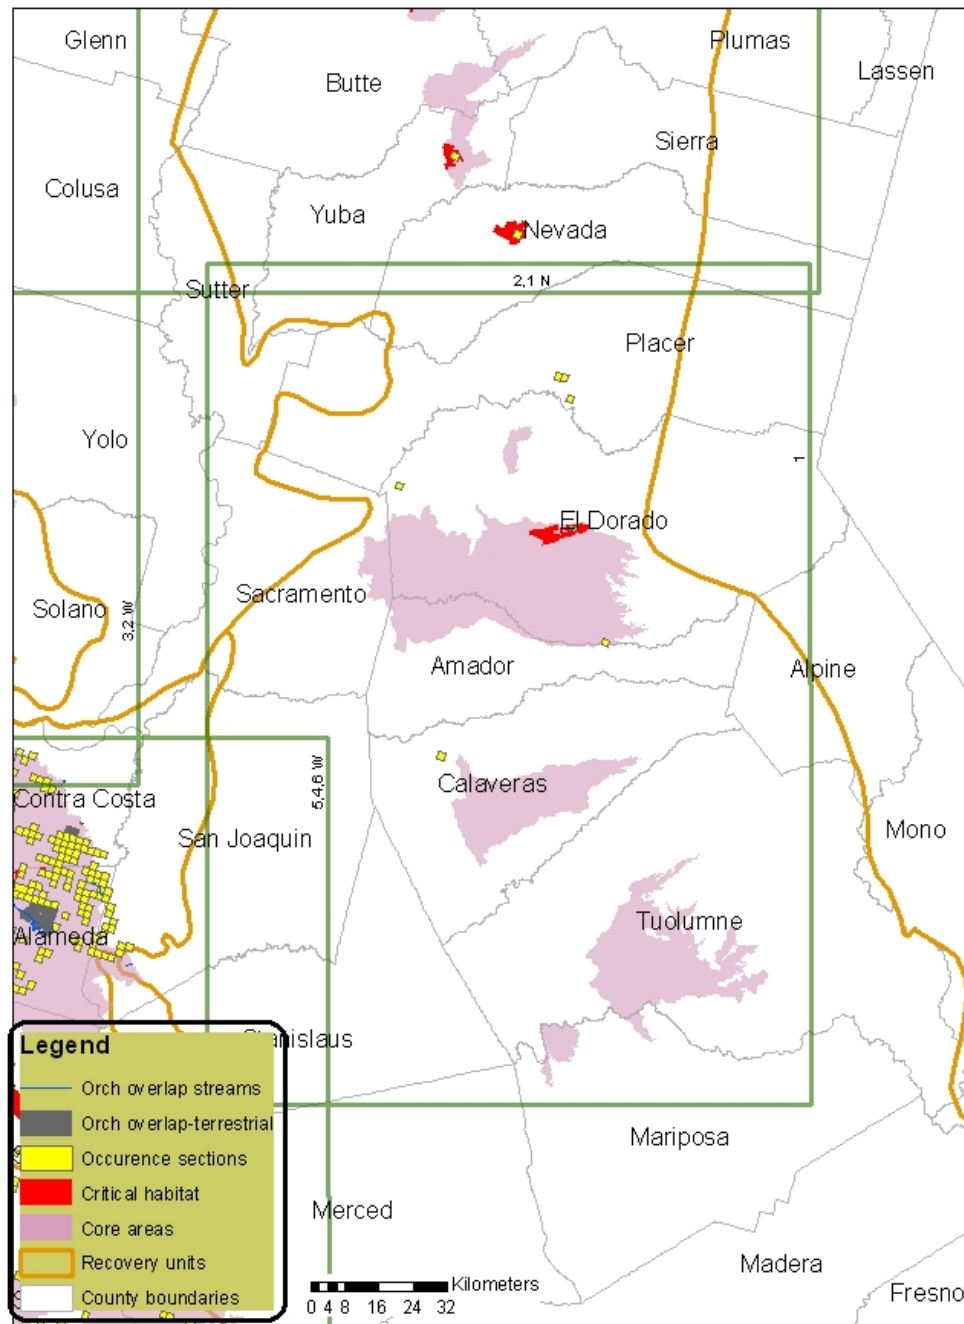 Glenn
Plumas
Lassen
Butte
Sierra
Colusa
Yuba
Nevada
2,1 N
Sutter
Placer
Yolo
1
El Dorado
Sacramento
Solano
3,2 W
Amador
Alpine
Calaveras
5,4,6 W
Contra Costa
Mono
San Joaquin
Tuolumne
Alameda
anislaus
Legend
Orch overlap streams
Orch overlap-terrestrial
Occurence sections
Critical habitat
Core areas
Recovery units
County boundaries
Mariposa
Merced
Madera
Fresno
Kilometers
0 4 8 16 24 32